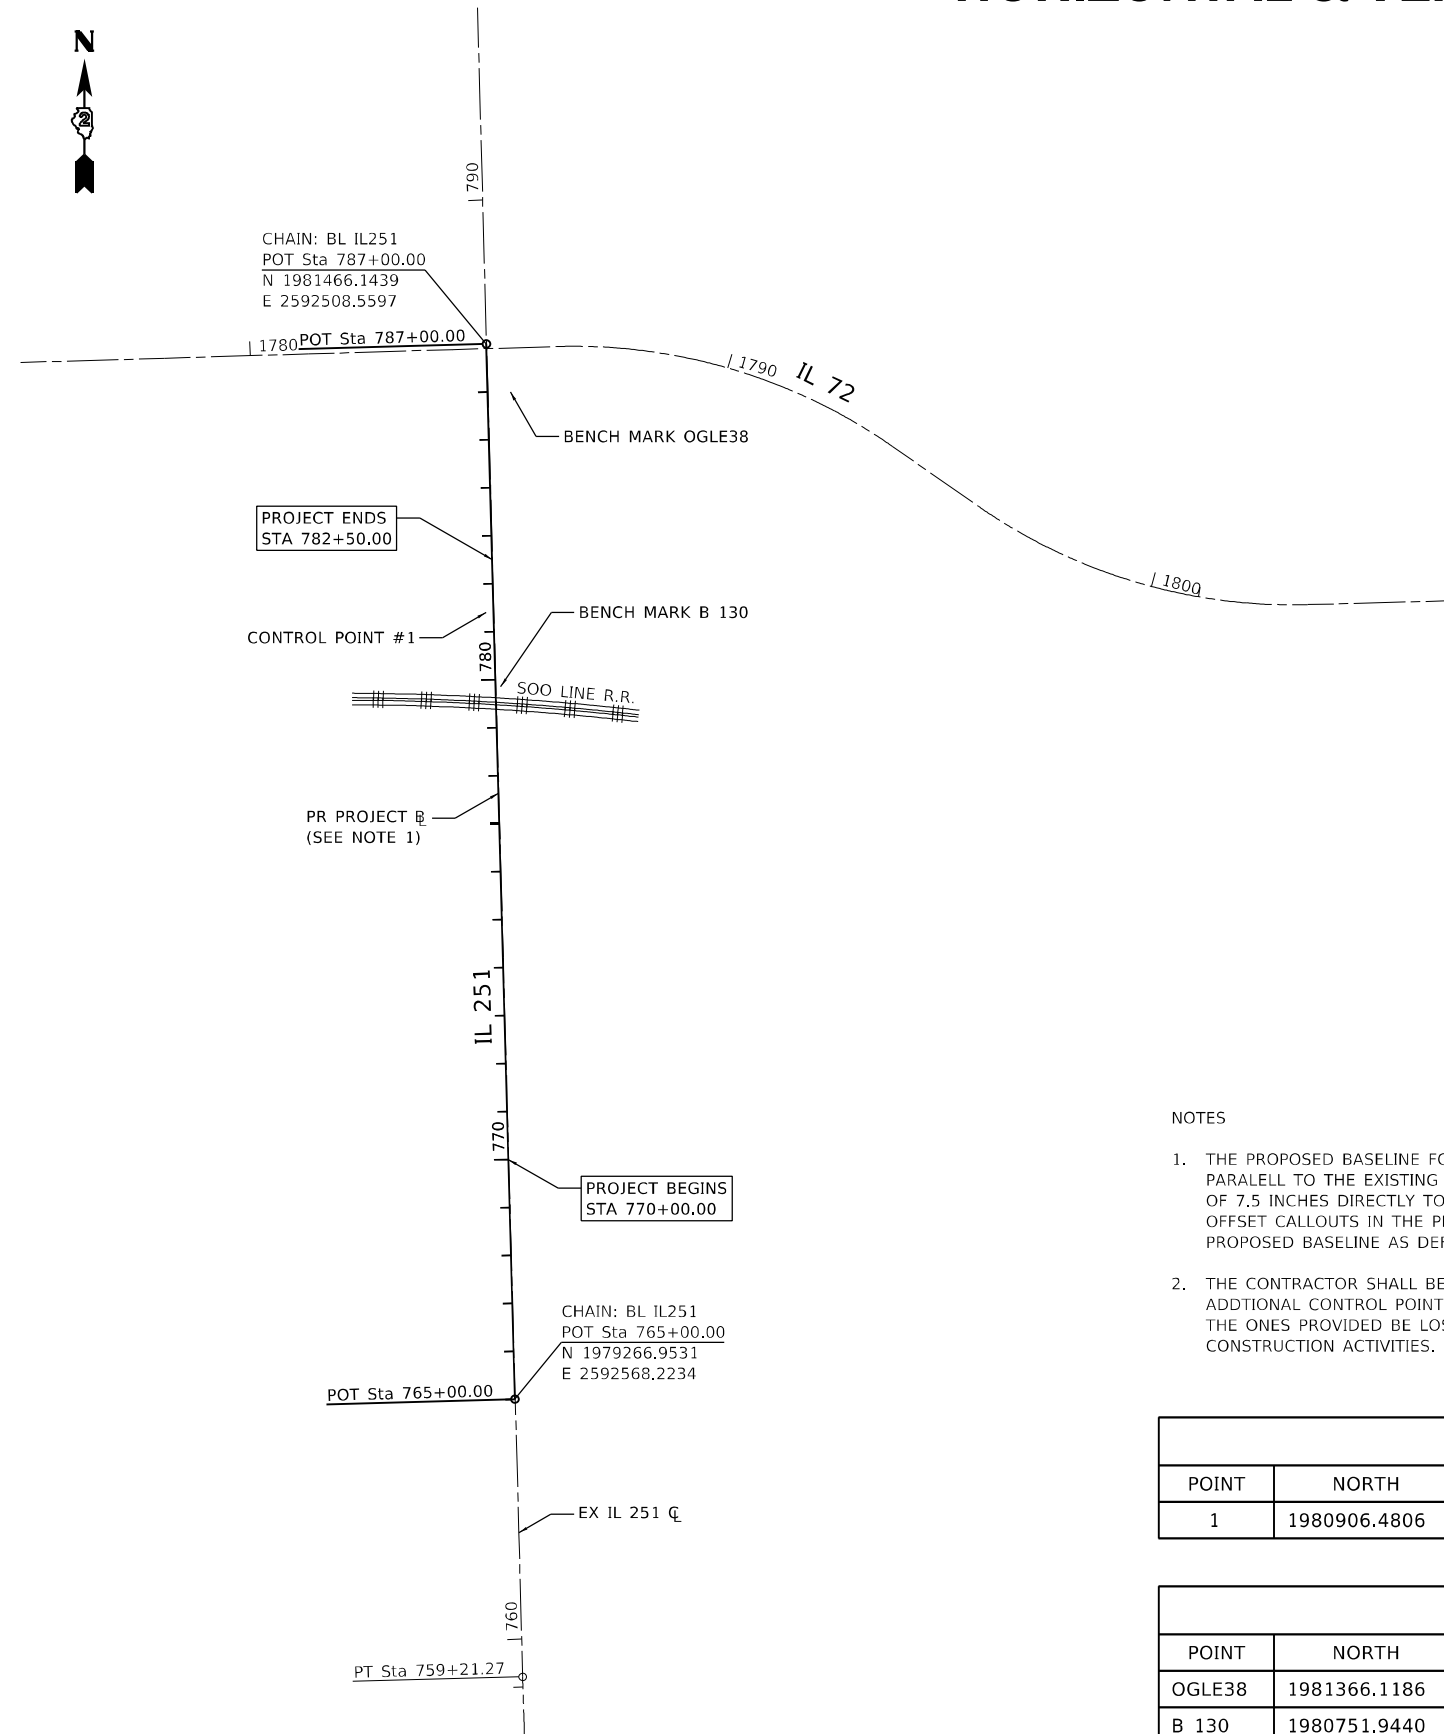 N
2
790
CHAIN: BL IL251
POT Sta 787+00.00
N 1981466.1439
E 2592508.5597
1780
POT Sta 787+00.00
1790
IL 72
BENCH MARK OGLE38
PROJECT ENDS
STA 782+50.00
1800
BENCH MARK B 130
CONTROL POINT #1
780
SOO LINE R.R.
PR PROJECT BL
(SEE NOTE 1)
IL 251
770
PROJECT BEGINS
STA 770+00.00
CHAIN: BL IL251
POT Sta 765+00.00
N 1979266.9531
E 2592568.2234
POT Sta 765+00.00
EX IL 251 CL
760
PT Sta 759+21.27
NOTES
1. THE PROPOSED BASELINE
PARALELL TO THE EXISTING
OF 7.5 INCHES DIRECTLY TO
OFFSET CALLOUTS IN THE
PROPOSED BASELINE AS
2. THE CONTRACTOR SHALL BE
ADDTIONAL CONTROL POINT
THE ONES PROVIDED BE
CONSTRUCTION ACTIVITIES.
POINT NORTH
1 1980906.4806
POINT NORTH
OGLE38 1981366.1186
B 130 1980751.9440